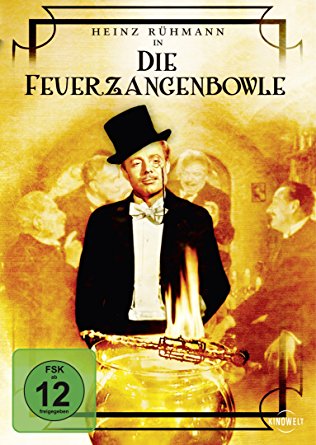 HEINZ RÜHMANN
IN
DIE
FEUERZANGENBOWLE
FSK
ab
12
freigegeben
KINOWELT